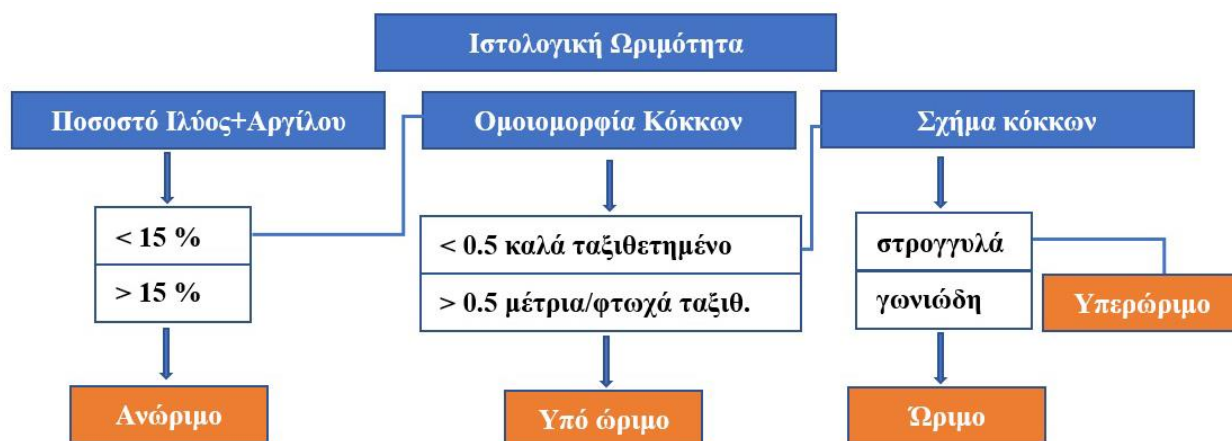 Ιστολογική Ωριμότητα
Ποσοστό Ιλύος+Αργίλου
Ομοιομορφία Κόκκων
Σχήμα κόκκων
< 15 %
> 15 %
< 0.5 καλά ταξιθετημένο
> 0.5 μέτρια/φτωχά ταξιθ.
στρογγυλά
γωνιώδη
Υπερώριμο
Ανώριμο
Υπό ώριμο
Ώριμο